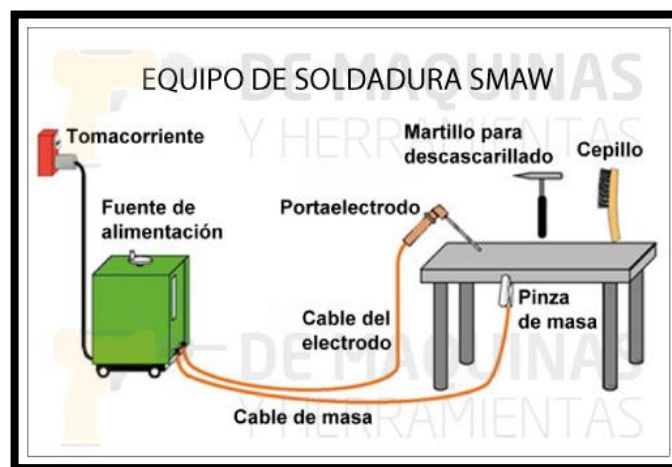 EQUIPO DE SOLDADURA SMAW
DE MAQUINAS
Y HERRAMIENTAS
Tomacorriente
Martillo para
descascarillado
Cepillo
Fuente de
alimentación
Portaelectrodo
Cable del
electrodo
Pinza
de masa
Cable de masa
DE MAQUINAS
Y HERRAMIENTAS